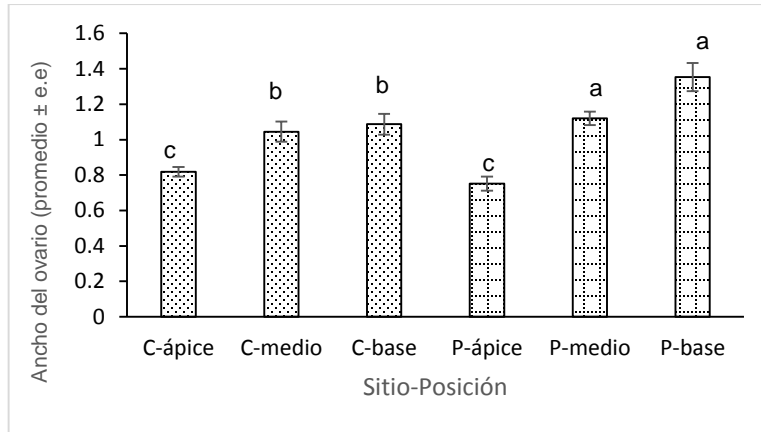 Ancho del ovario (promedio ± e.e)
1.6
1.4
1.2
1
0.8
0.6
0.4
0.2
0
c
b
b
c
a
a
C-ápice C-medio C-base P-ápice P-medio P-base
Sitio-Posición